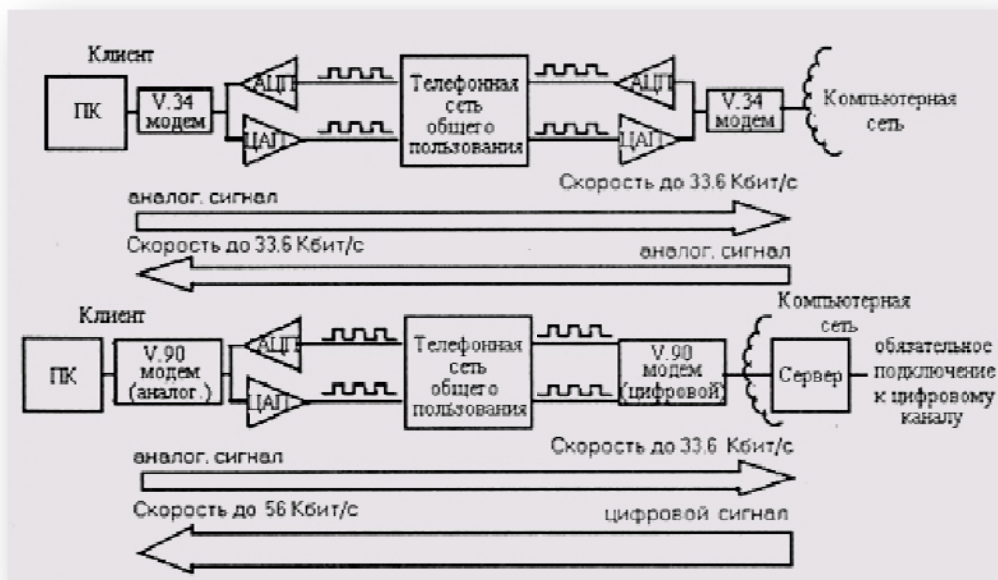 Клиент
ПК
V.34
модем
АЦП
ЦАП
Телефонная
сеть
общего
пользования
АЦП
ЦАП
V.34
модем
Компьютерная
сеть
аналог. сигнал
Скорость до 33.6 Кбит/с
Скорость до 33.6 Кбит/с
аналог. сигнал
Клиент
ПК
V.90
модем
(аналог.)
АЦП
ЦАП
Телефонная
сеть
общего
пользования
V.90
модем
(цифровой)
Компьютерная
сеть
Сервер
обязательное
подключение
к цифровому
каналу
аналог. сигнал
Скорость до 33.6 Кбит/с
Скорость до 56 Кбит/с
цифровой сигнал